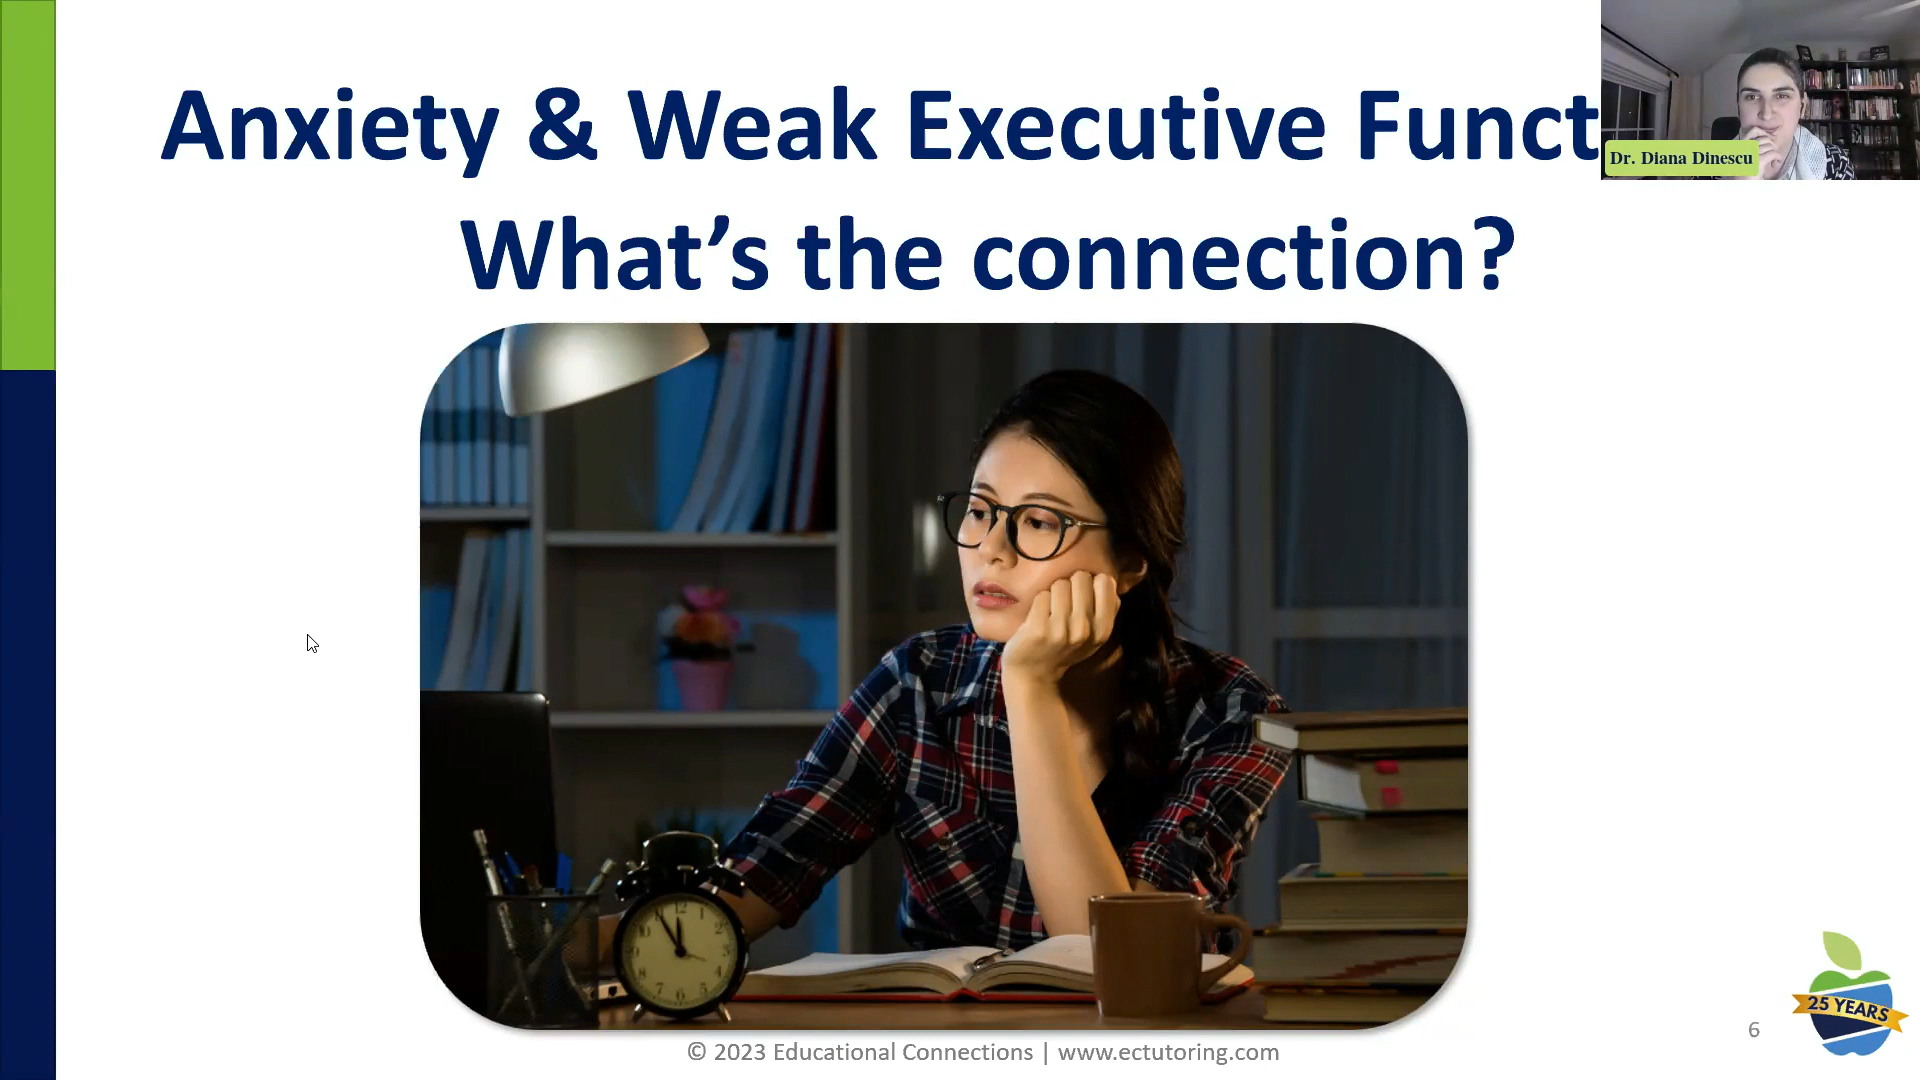 Anxiety & Weak Executive Funct
What’s the connection?
Dr. Diana Dinescu
12
25 YEARS
6
© 2023 Educational Connections | www.ectutoring.com